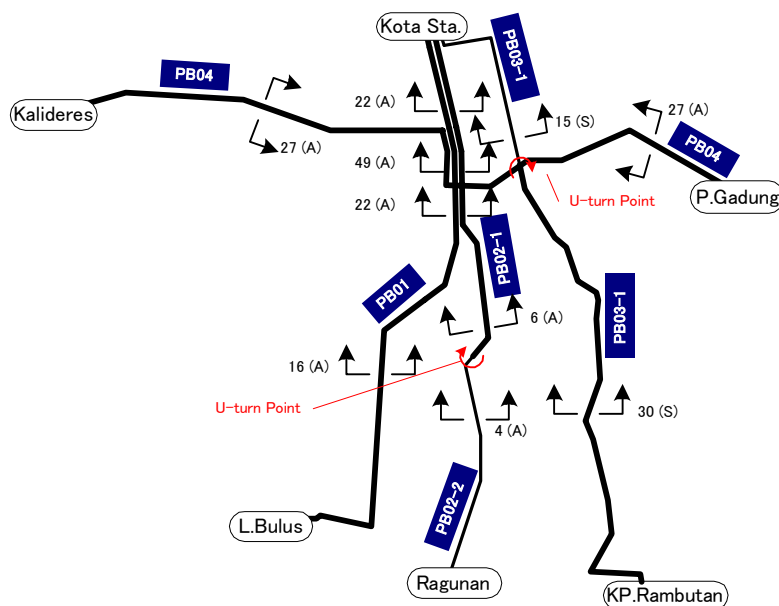 Kota Sta.
PB03-1
PB04
Kalideres
22 (A)
15 (S)
27 (A)
27 (A)
PB04
49 (A)
P.Gadung
U-turn Point
22 (A)
PB02-1
PB01
PB03-1
6 (A)
16 (A)
U-turn Point
4 (A)
30 (S)
PB02-2
L.Bulus
Ragunan
KP.Rambutan